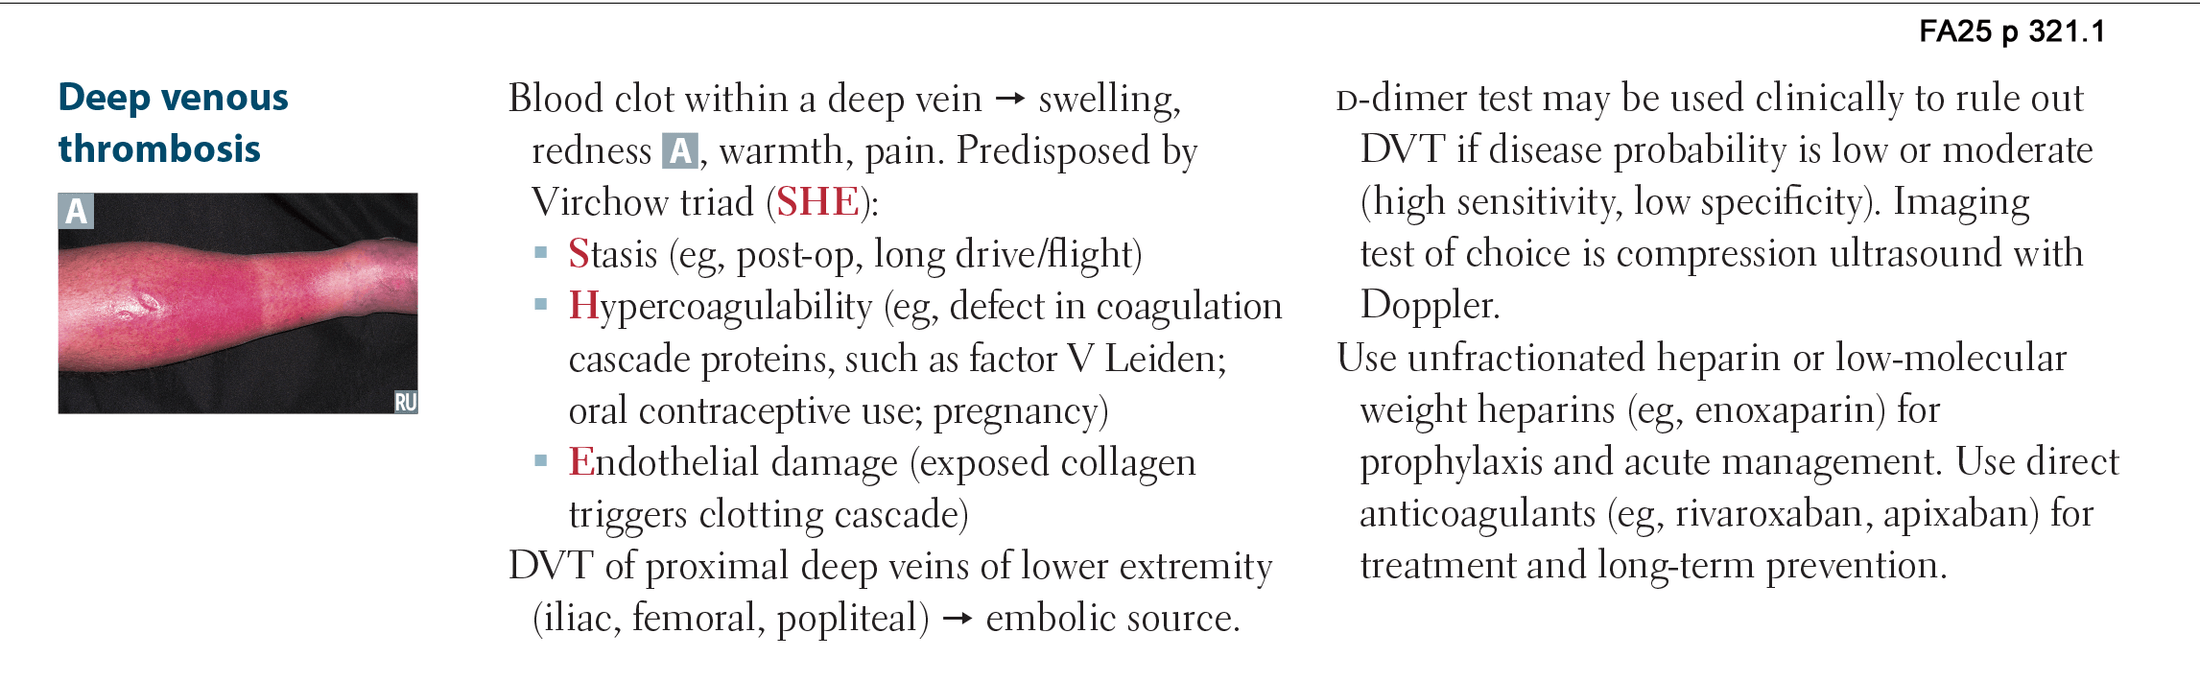 FA25 p 321.1
Deep venous
thrombosis
A
RU
Blood clot within a deep vein → swelling,
redness A, warmth, pain. Predisposed by
Virchow triad (SHE):
▪ Stasis (eg, post-op, long drive/flight)
▪ Hypercoagulability (eg, defect in coagulation
cascade proteins, such as factor V Leiden;
oral contraceptive use; pregnancy)
▪ Endothelial damage (exposed collagen
triggers clotting cascade)
DVT of proximal deep veins of lower extremity
(iliac, femoral, popliteal) → embolic source.
D-dimer test may be used clinically to rule out
DVT if disease probability is low or moderate
(high sensitivity, low specificity). Imaging
test of choice is compression ultrasound with
Doppler.
Use unfractionated heparin or low-molecular
weight heparins (eg, enoxaparin) for
prophylaxis and acute management. Use direct
anticoagulants (eg, rivaroxaban, apixaban) for
treatment and long-term prevention.